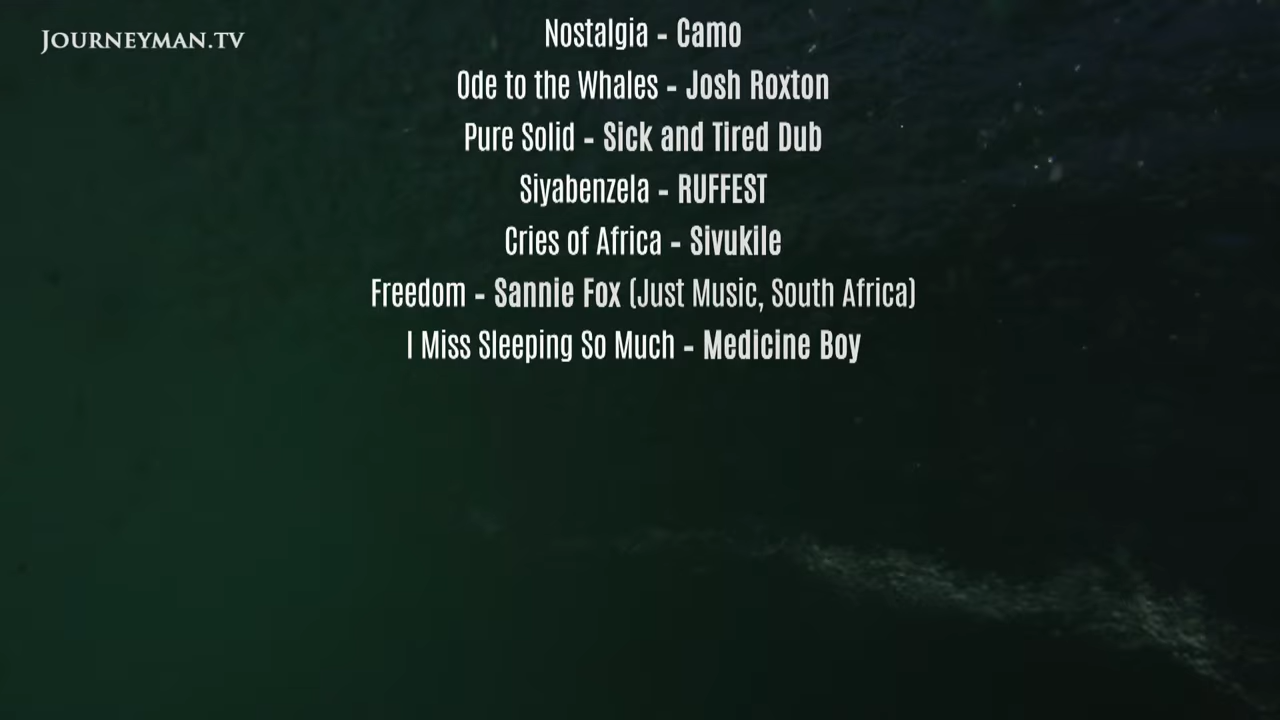 JOURNEYMAN.TV
Nostalgia - Camo
Ode to the Whales - Josh Roxton
Pure Solid - Sick and Tired Dub
Siyabenzela - RUFFEST
Cries of Africa - Sivukile
Freedom - Sannie Fox (Just Music, South Africa)
I Miss Sleeping So Much - Medicine Boy